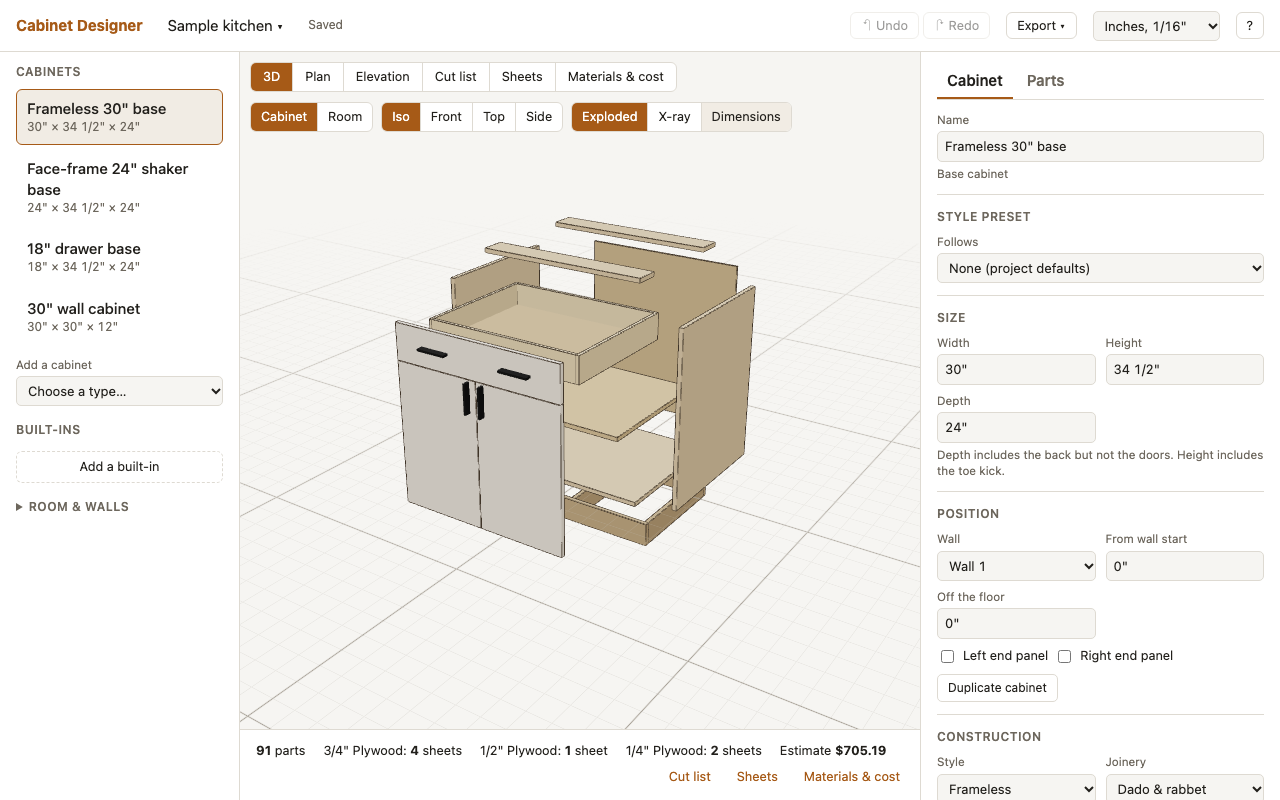 Cabinet Designer
Sample kitchen ▾
Saved
Undo
Redo
Export ▾
Inches, 1/16"
?
CABINETS
Frameless 30" base
30" × 34 1/2" × 24"
Face-frame 24" shaker
base
24" × 34 1/2" × 24"
18" drawer base
18" × 34 1/2" × 24"
30" wall cabinet
30" × 30" × 12"
Add a cabinet
Choose a type…
BUILT-INS
Add a built-in
ROOM & WALLS
3D Plan Elevation Cut list Sheets Materials & cost
Cabinet Room Iso Front Top Side Exploded X-ray Dimensions
91 parts 3/4" Plywood: 4 sheets 1/2" Plywood: 1 sheet 1/4" Plywood: 2 sheets Estimate $705.19
Cut list Sheets Materials & cost
Cabinet Parts
Name
Frameless 30" base
Base cabinet
STYLE PRESET
Follows
None (project defaults)
SIZE
Width Height
30" 34 1/2"
Depth
24"
Depth includes the back but not the doors. Height includes
the toe kick.
POSITION
Wall From wall start
Wall 1 0"
Off the floor
0"
Left end panel Right end panel
Duplicate cabinet
CONSTRUCTION
Style Joinery
Frameless Dado & rabbet